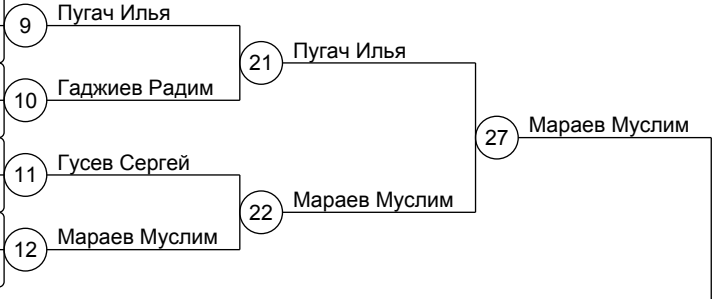 9 Пугач Илья
21 Пугач Илья
10 Гаджиев Радим
27 Мараев Муслим
11 Гусев Сергей
22 Мараев Муслим
12 Мараев Муслим